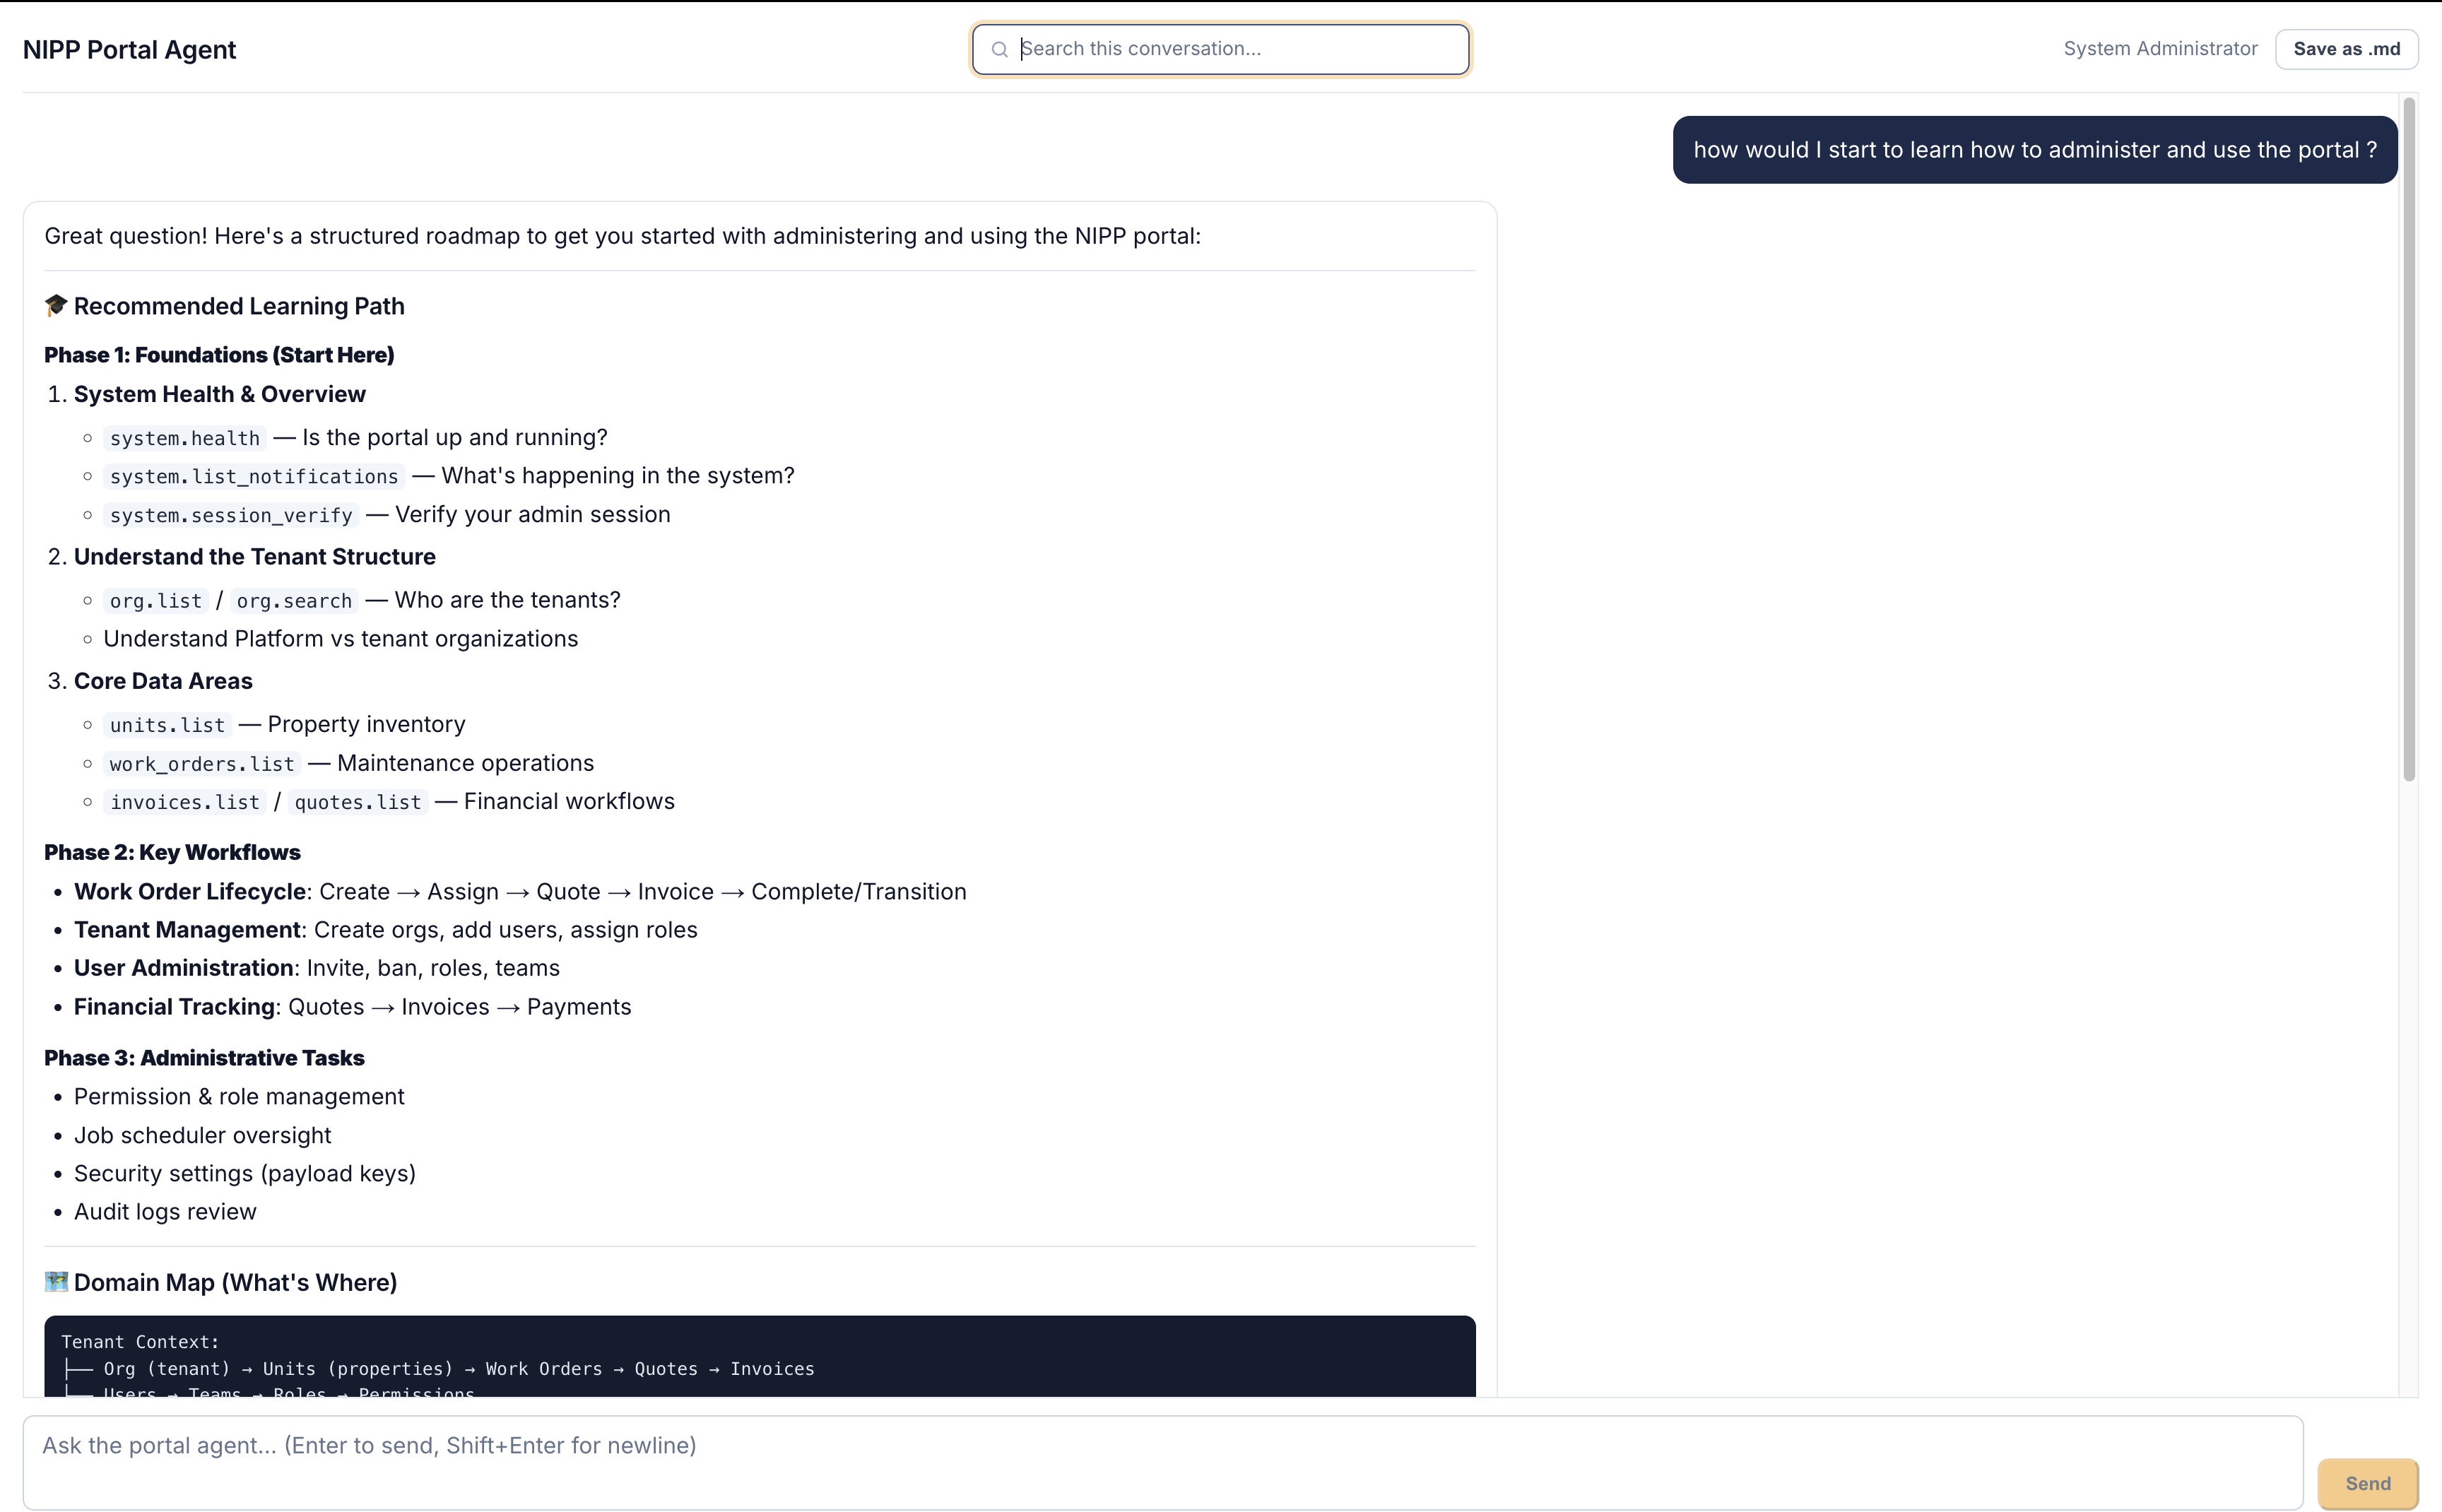 NIPP Portal Agent
Search this conversation...
System Administrator
Save as .md
how would I start to learn how to administer and use the portal ?
Great question! Here's a structured roadmap to get you started with administering and using the NIPP portal:
🎓 Recommended Learning Path
Phase 1: Foundations (Start Here)
1. System Health & Overview
○ system.health — Is the portal up and running?
○ system.list_notifications — What's happening in the system?
○ system.session_verify — Verify your admin session
2. Understand the Tenant Structure
○ org.list / org.search — Who are the tenants?
○ Understand Platform vs tenant organizations
3. Core Data Areas
○ units.list — Property inventory
○ work_orders.list — Maintenance operations
○ invoices.list / quotes.list — Financial workflows
Phase 2: Key Workflows
• Work Order Lifecycle: Create → Assign → Quote → Invoice → Complete/Transition
• Tenant Management: Create orgs, add users, assign roles
• User Administration: Invite, ban, roles, teams
• Financial Tracking: Quotes → Invoices → Payments
Phase 3: Administrative Tasks
• Permission & role management
• Job scheduler oversight
• Security settings (payload keys)
• Audit logs review
🗺️ Domain Map (What's Where)
Tenant Context:
├── Org (tenant) → Units (properties) → Work Orders → Quotes → Invoices
└── Users → Teams → Roles → Permissions
Ask the portal agent... (Enter to send, Shift+Enter for newline)
Send